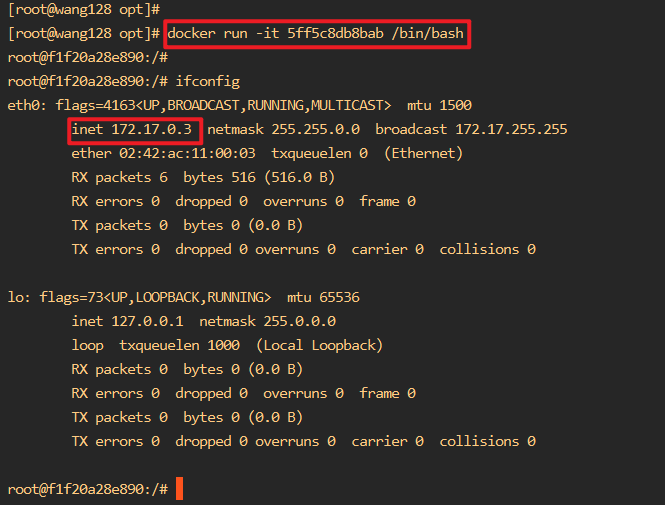 [root@wang128 opt]#
[root@wang128 opt]# docker run -it 5ff5c8db8bab /bin/bash
root@f1f20a28e890:/#
root@f1f20a28e890:/# ifconfig
eth0: flags=4163<UP,BROADCAST,RUNNING,MULTICAST>  mtu 1500
        inet 172.17.0.3  netmask 255.255.0.0  broadcast 172.17.255.255
        ether 02:42:ac:11:00:03  txqueuelen 0  (Ethernet)
        RX packets 6  bytes 516 (516.0 B)
        RX errors 0  dropped 0  overruns 0  frame 0
        TX packets 0  bytes 0 (0.0 B)
        TX errors 0  dropped 0 overruns 0  carrier 0  collisions 0

lo: flags=73<UP,LOOPBACK,RUNNING>  mtu 65536
        inet 127.0.0.1  netmask 255.0.0.0
        loop  txqueuelen 1000  (Local Loopback)
        RX packets 0  bytes 0 (0.0 B)
        RX errors 0  dropped 0  overruns 0  frame 0
        TX packets 0  bytes 0 (0.0 B)
        TX errors 0  dropped 0 overruns 0  carrier 0  collisions 0

root@f1f20a28e890:/#